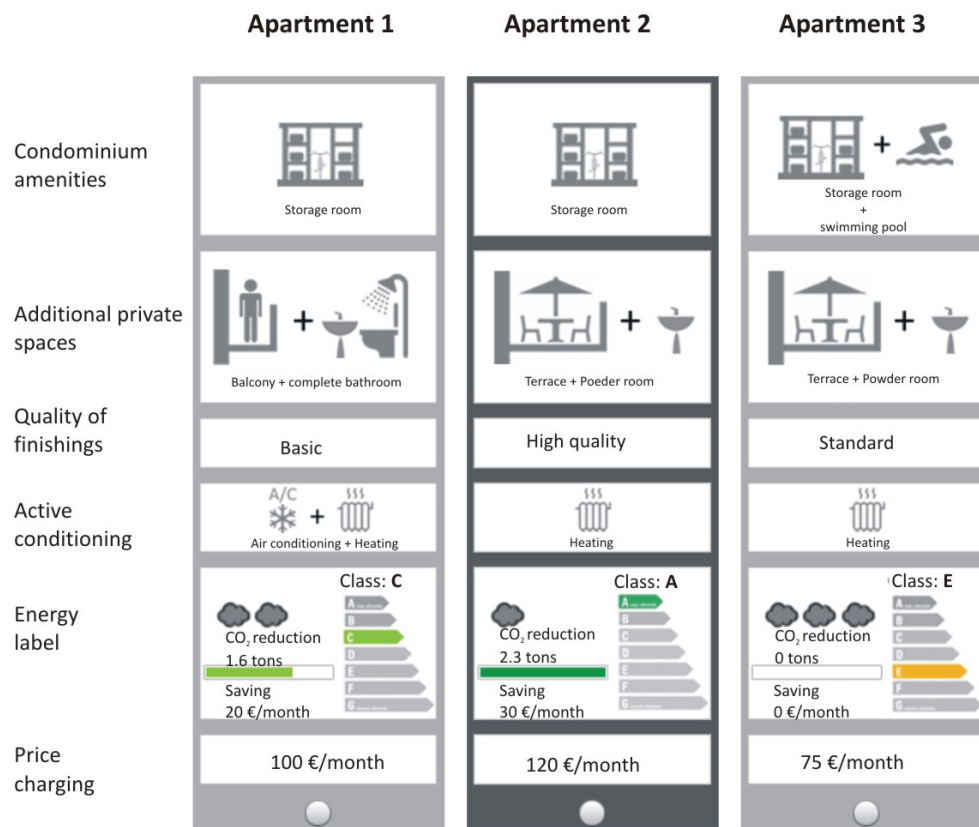 Apartment 1
Apartment 2
Apartment 3
Condominium
amenities
Storage room
Storage room
Storage room
+
swimming pool
Additional private
spaces
Balcony + complete bathroom
Terrace + Poeder room
Terrace + Powder room
Quality of
finishings
Basic
High quality
Standard
Active
conditioning
A/C
Air conditioning + Heating
Heating
Heating
Energy
label
Class: C
CO2 reduction
1.6 tons
Saving
20 €/month
A
B
C
D
E
F
G
Class: A
CO2 reduction
2.3 tons
Saving
30 €/month
A
B
C
D
E
F
G
Class: E
CO2 reduction
0 tons
Saving
0 €/month
A
B
C
D
E
F
G
Price
charging
100 €/month
120 €/month
75 €/month